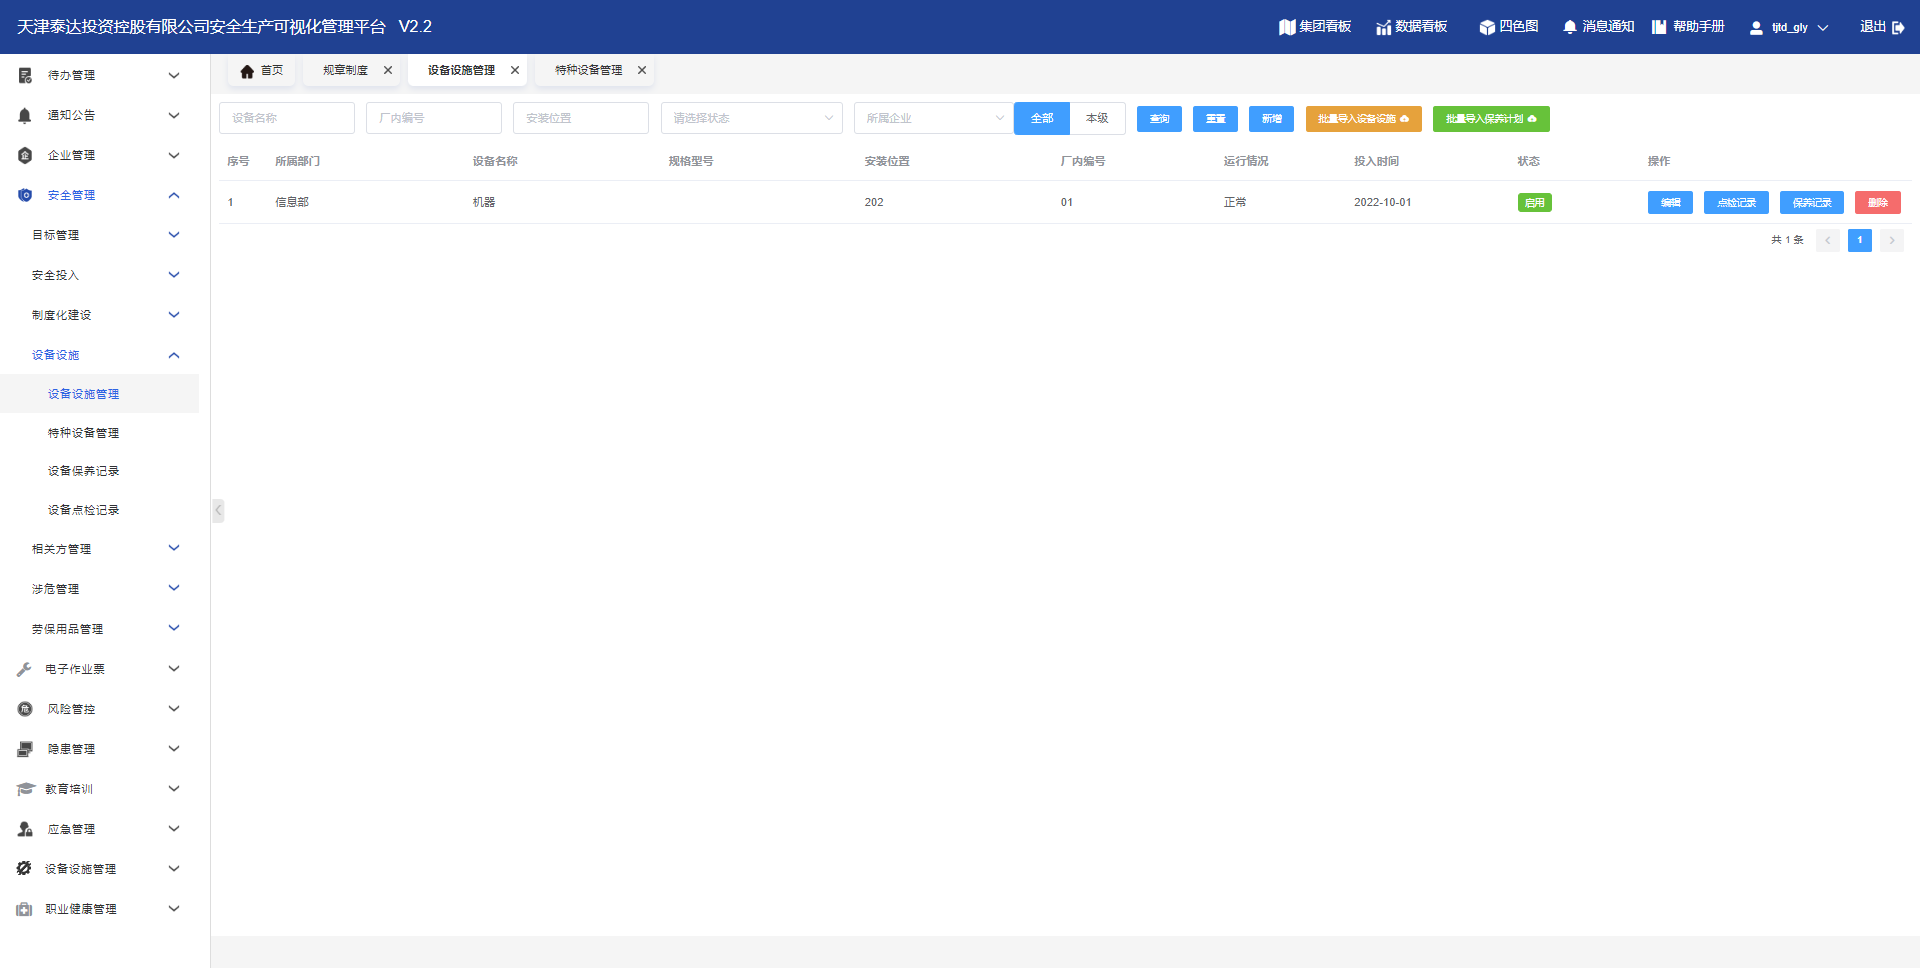 天津泰达投资控股有限公司安全生产可视化管理平台 V2.2
集团看板 数据看板 四色图 消息通知 帮助手册 tjtd_gly 退出
待办管理
通知公告
企业管理
安全管理
目标管理
安全投入
制度化建设
设备设施
设备设施管理
特种设备管理
设备保养记录
设备点检记录
相关方管理
涉危管理
劳保用品管理
电子作业票
风险管控
隐患管理
教育培训
应急管理
设备设施管理
职业健康管理
首页 规章制度 设备设施管理 特种设备管理
设备名称 厂内编号 安装位置 请选择状态 所属企业 全部 本级 查询 重置 新增 批量导入设备设施 批量导入保养计划
序号 所属部门 设备名称 规格型号 安装位置 厂内编号 运行情况 投入时间 状态 操作
1 信息部 机器 202 01 正常 2022-10-01 启用 编辑 点检记录 保养记录 删除
共 1 条 1